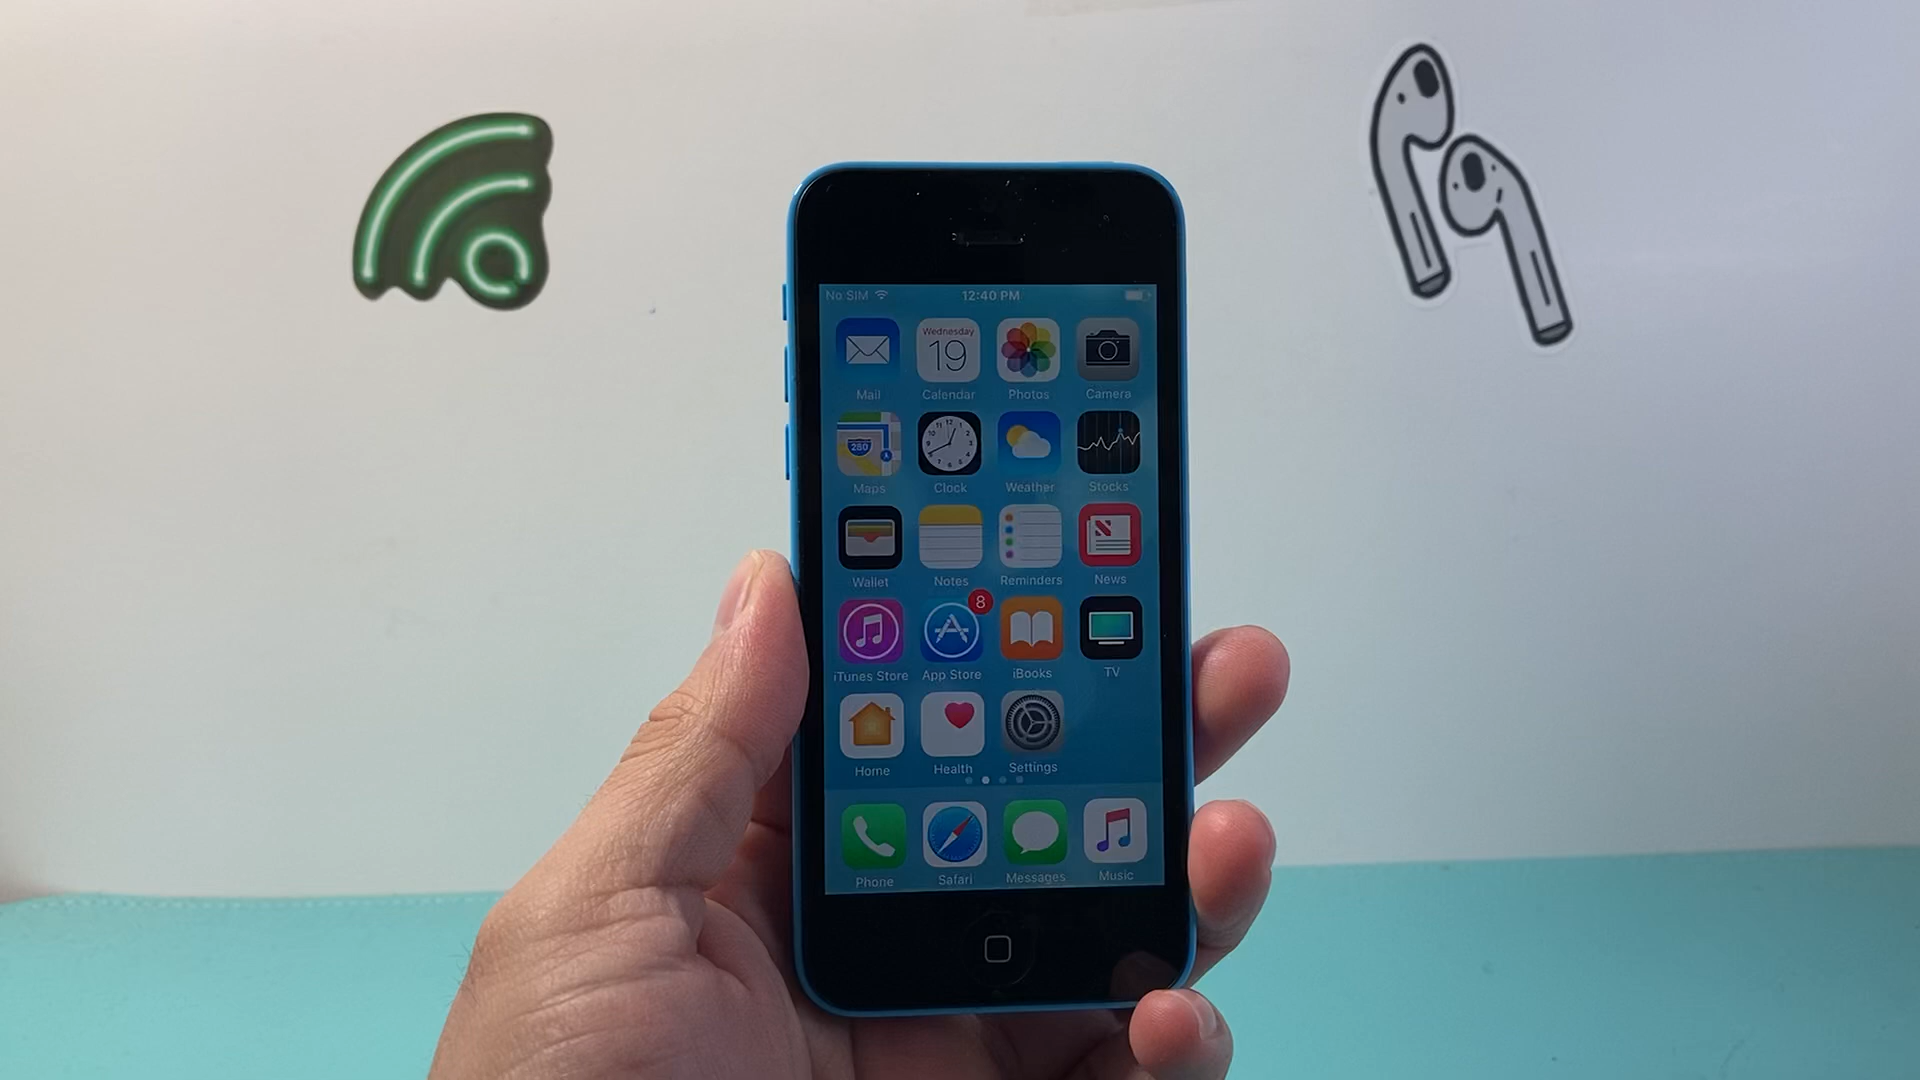 No SIM 12:40 PM
Wednesday
19
Mail Calendar Photos Camera
280
Maps Clock Weather Stocks
Wallet Notes Reminders News
8
iTunes Store App Store iBooks TV
Home Health Settings
Phone Safari Messages Music